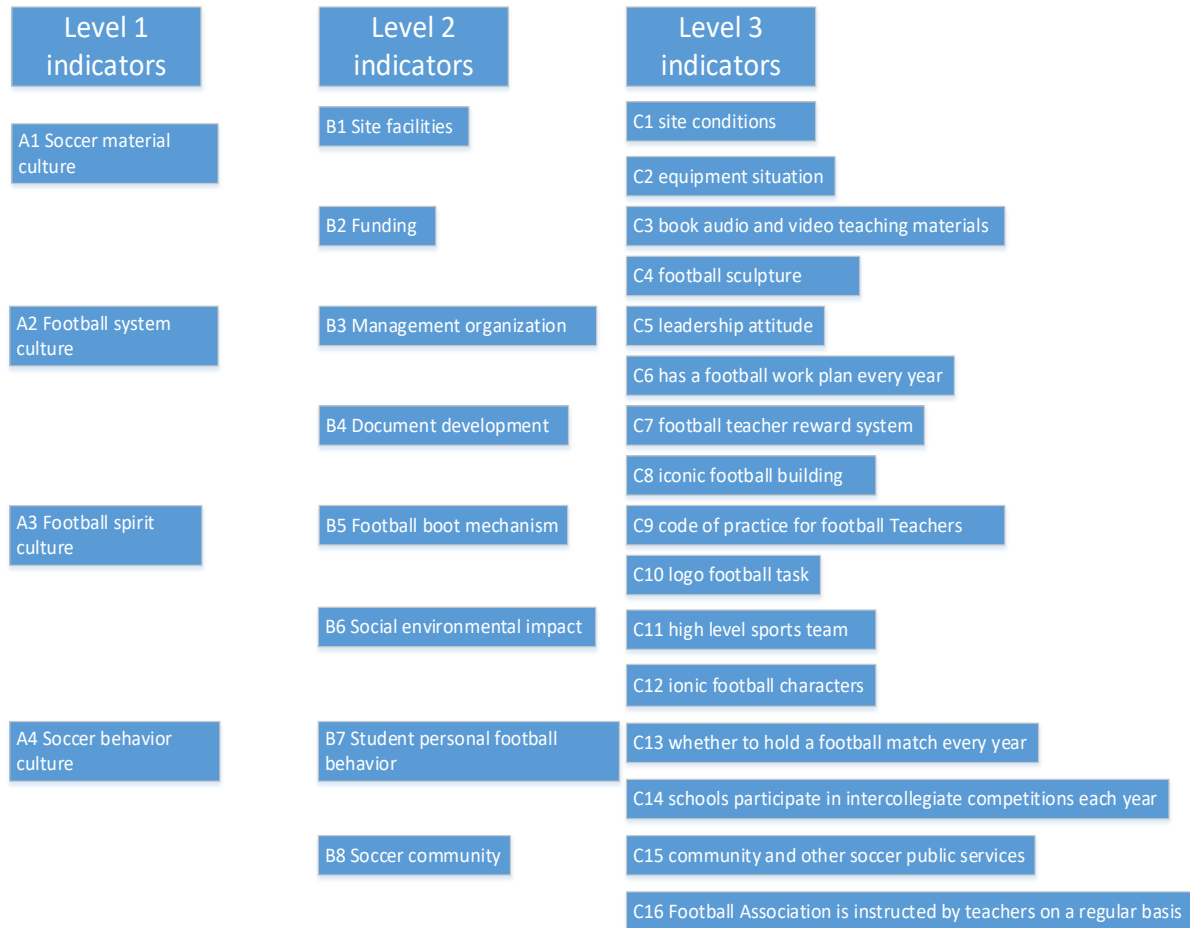 Level 1
indicators
Level 2
indicators
Level 3
indicators
A1 Soccer material
culture
B1 Site facilities
C1 site conditions
C2 equipment situation
B2 Funding
C3 book audio and video teaching materials
C4 football sculpture
A2 Football system
culture
B3 Management organization
C5 leadership attitude
C6 has a football work plan every year
B4 Document development
C7 football teacher reward system
C8 iconic football building
A3 Football spirit
culture
B5 Football boot mechanism
C9 code of practice for football Teachers
C10 logo football task
B6 Social environmental impact
C11 high level sports team
C12 ionic football characters
A4 Soccer behavior
culture
B7 Student personal football
behavior
C13 whether to hold a football match every year
C14 schools participate in intercollegiate competitions each year
B8 Soccer community
C15 community and other soccer public services
C16 Football Association is instructed by teachers on a regular basis